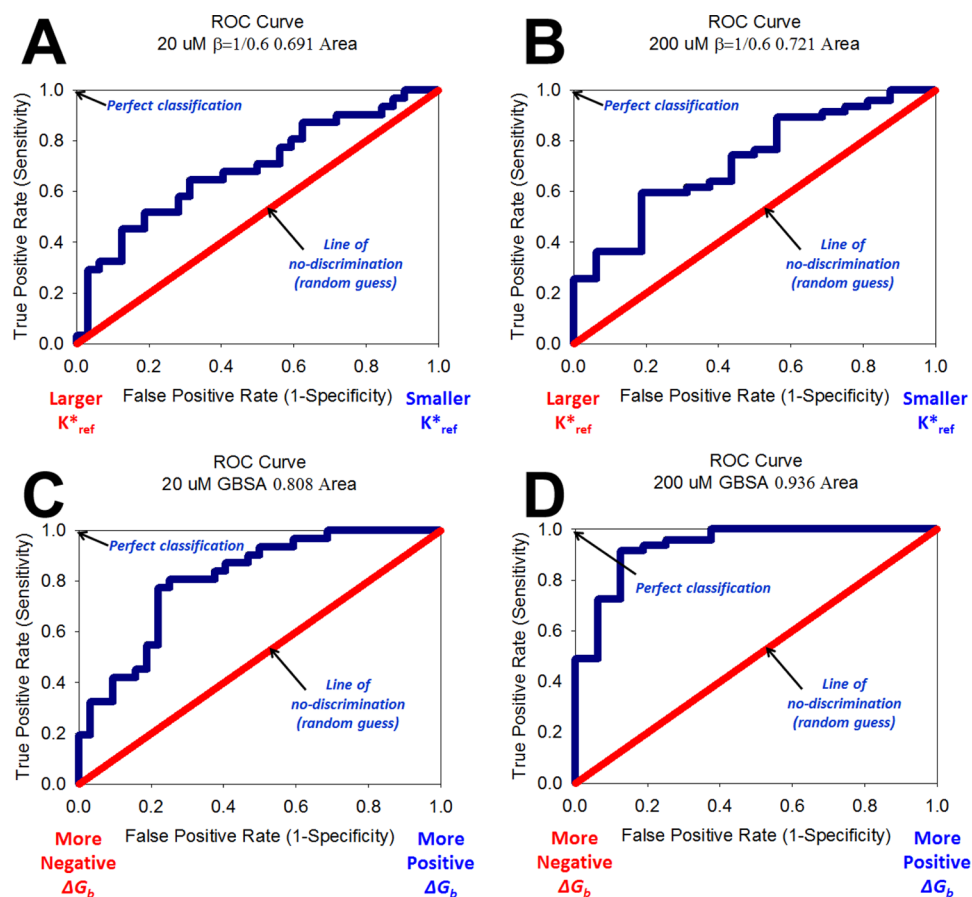 A
ROC Curve
20 uM β=1/0.6 0.691 Area
True Positive Rate (Sensitivity)
1.0
0.8
0.6
0.4
0.2
0.0
Perfect classification
Line of
no-discrimination
(random guess)
0.0 0.2 0.4 0.6 0.8 1.0
False Positive Rate (1-Specificity)
Larger
K*ref
Smaller
K*ref
B
ROC Curve
200 uM β=1/0.6 0.721 Area
True Positive Rate (Sensitivity)
1.0
0.8
0.6
0.4
0.2
0.0
Perfect classification
Line of
no-discrimination
(random guess)
0.0 0.2 0.4 0.6 0.8 1.0
False Positive Rate (1-Specificity)
Larger
K*ref
Smaller
K*ref
C
ROC Curve
20 uM GBSA 0.808 Area
True Positive Rate (Sensitivity)
1.0
0.8
0.6
0.4
0.2
0.0
Perfect classification
Line of
no-discrimination
(random guess)
0.0 0.2 0.4 0.6 0.8 1.0
False Positive Rate (1-Specificity)
More
Negative
ΔGb
More
Positive
ΔGb
D
ROC Curve
200 uM GBSA 0.936 Area
True Positive Rate (Sensitivity)
1.0
0.8
0.6
0.4
0.2
0.0
Perfect classification
Line of
no-discrimination
(random guess)
0.0 0.2 0.4 0.6 0.8 1.0
False Positive Rate (1-Specificity)
More
Negative
ΔGb
More
Positive
ΔGb